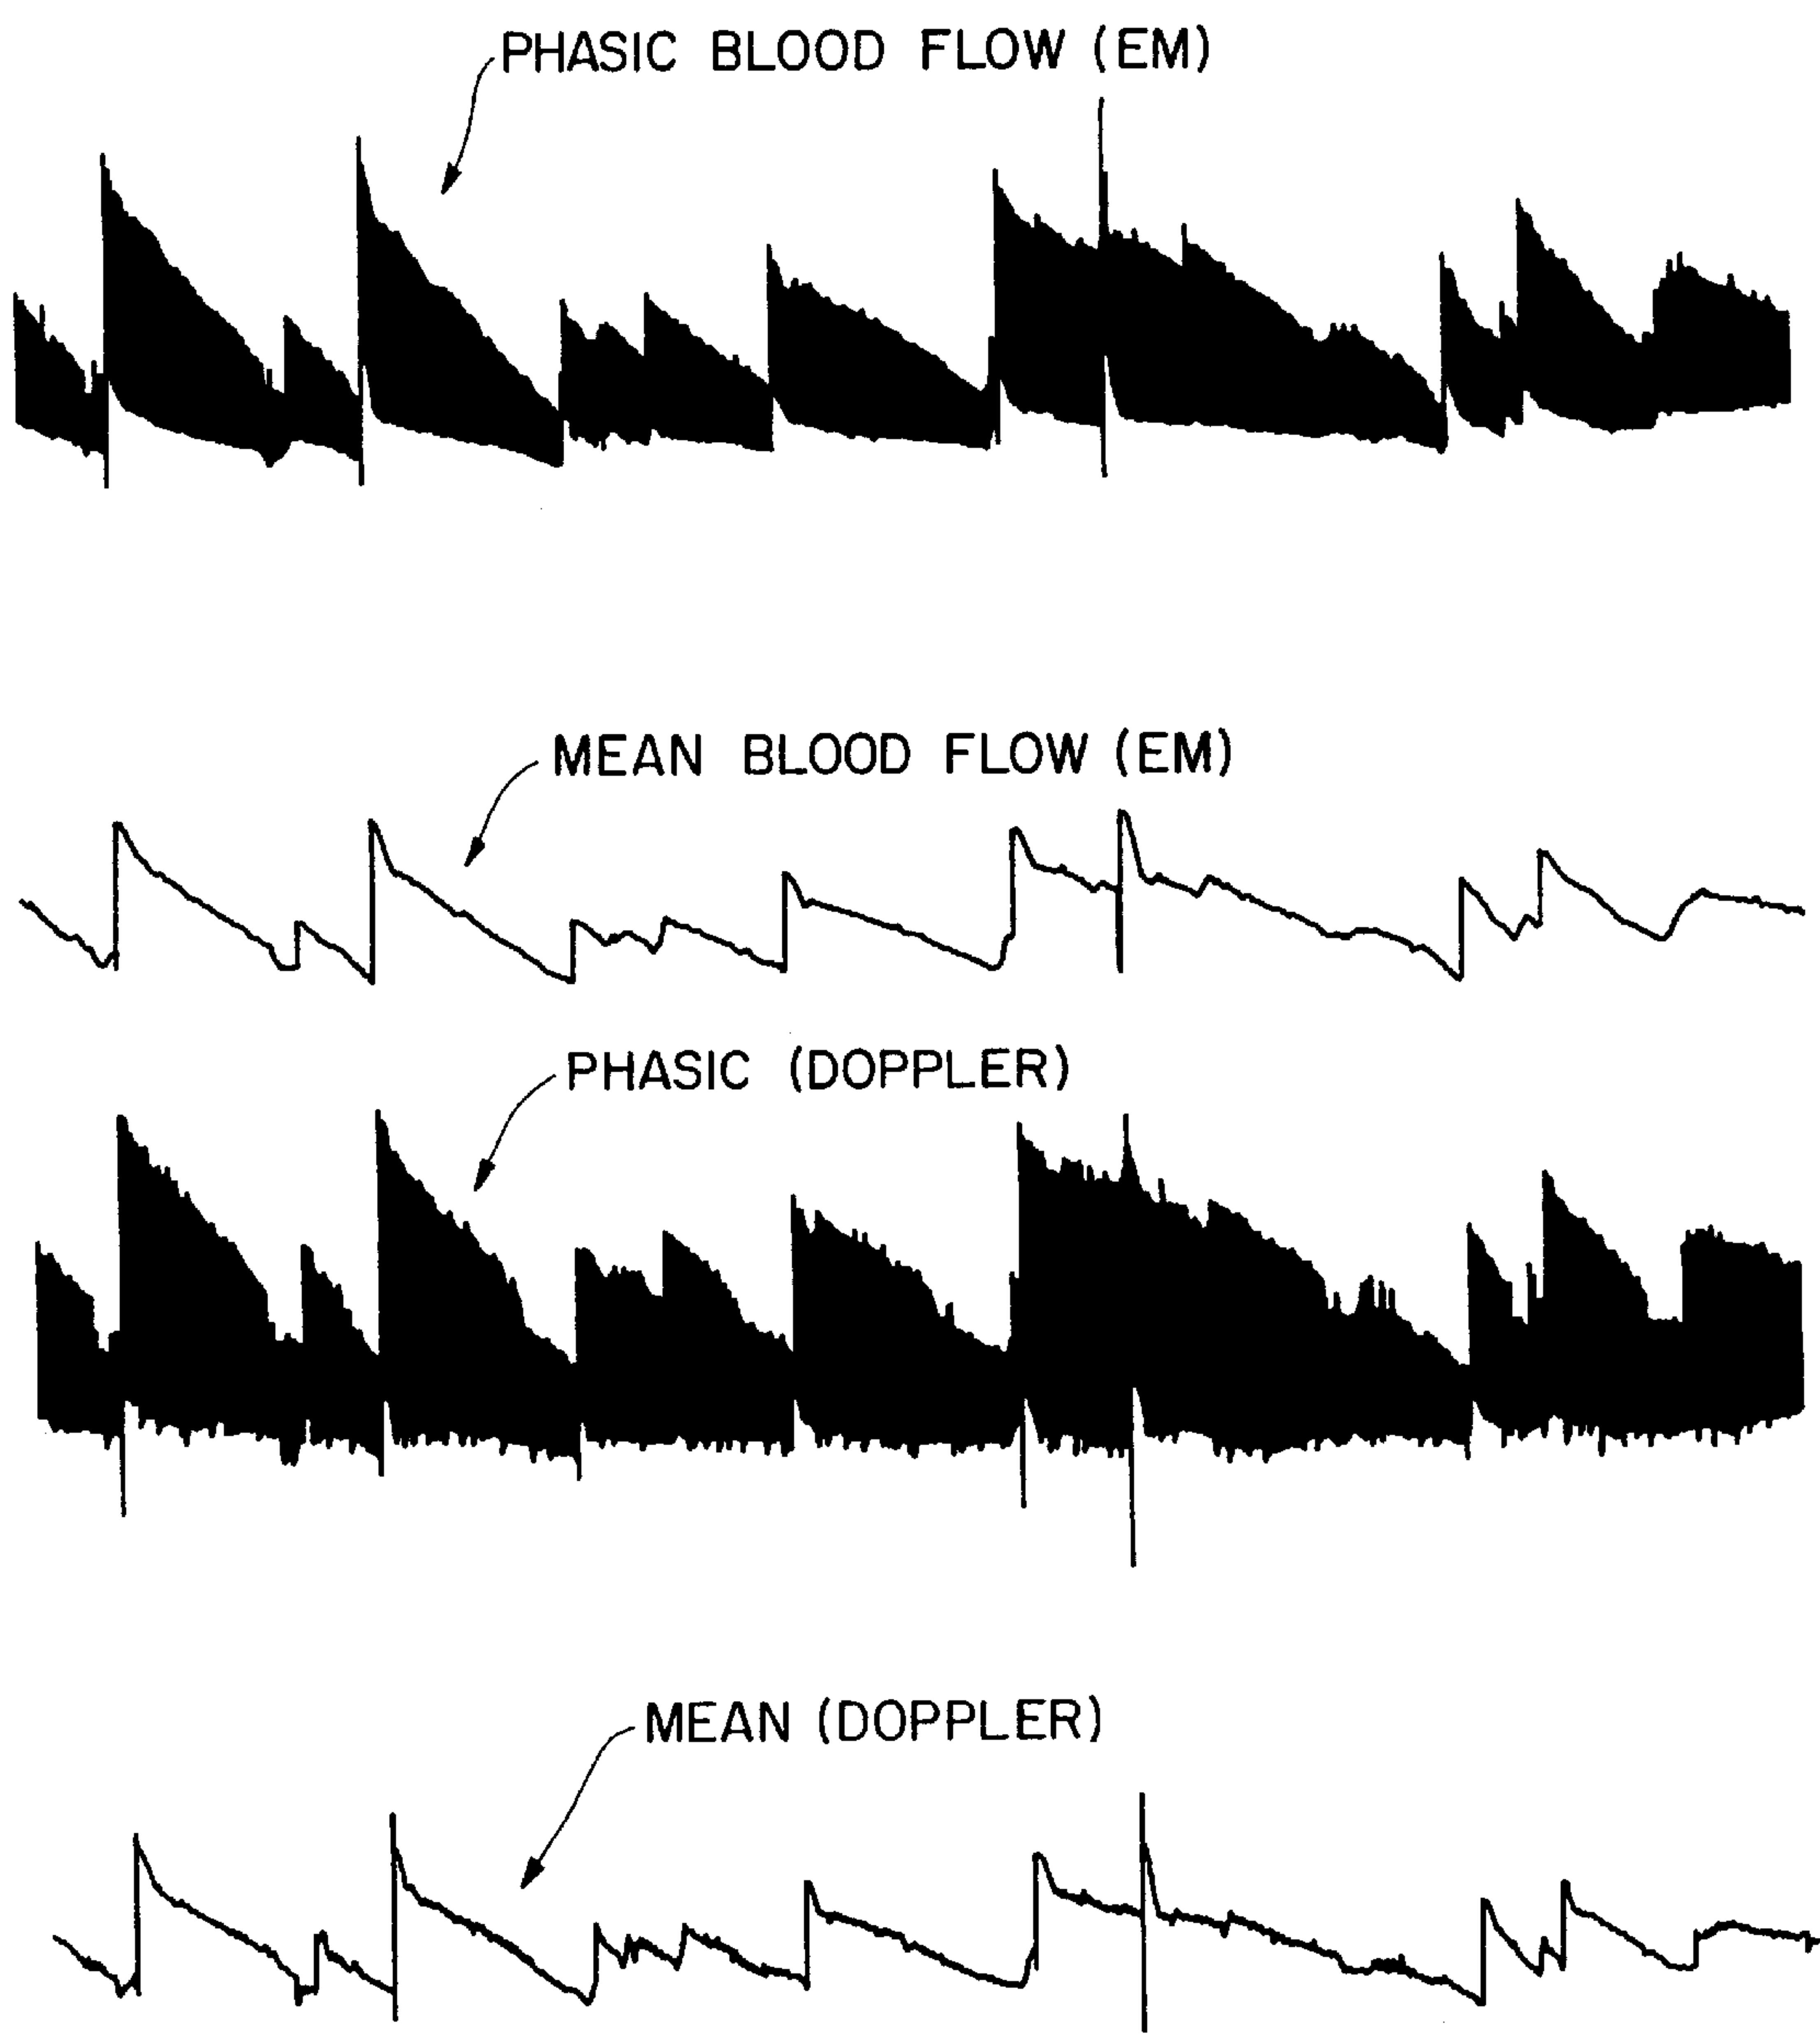 PHASIC BLOOD FLOW (EM)
MEAN BLOOD FLOW (EM)
PHASIC (DOPPLER)
MEAN (DOPPLER)